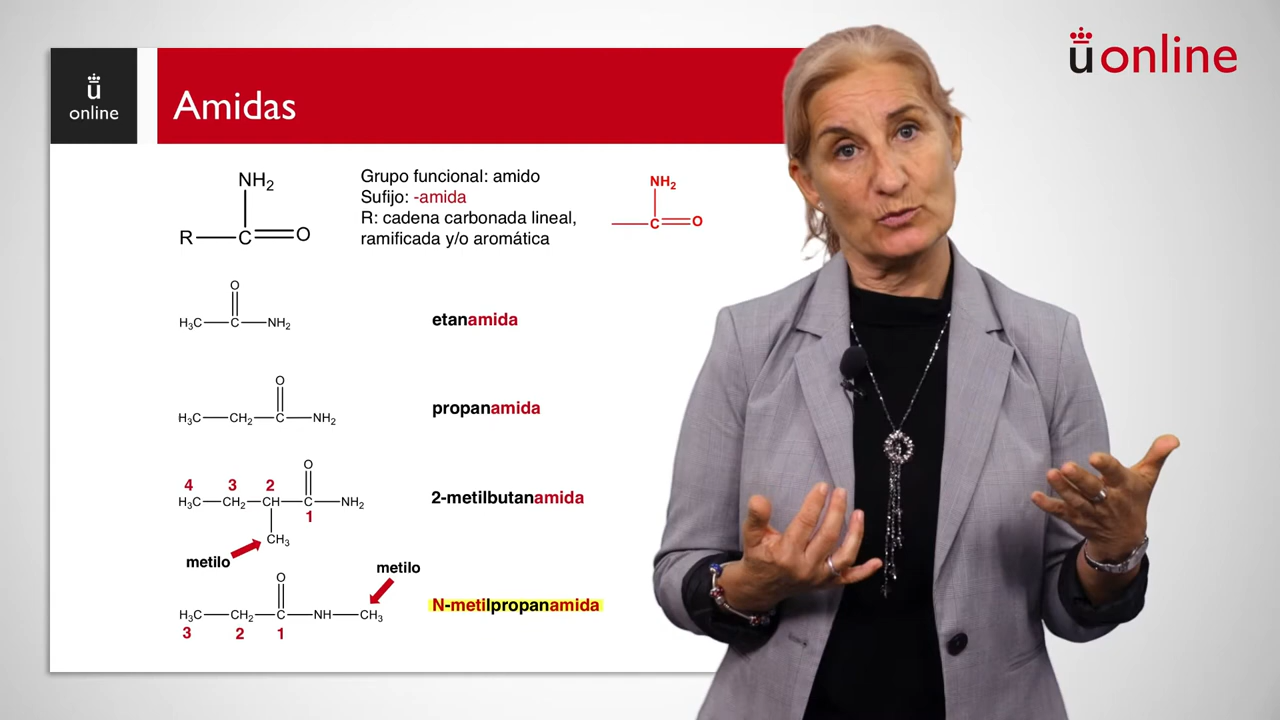 ü online
ü
online
Amidas
NH2
R C O
Grupo funcional: amido
Sufijo: -amida
R: cadena carbonada lineal,
ramificada y/o aromática
NH2
C O
O
H3C C NH2
etanamida
O
H3C CH2 C NH2
propanamida
O
4 3 2
H3C CH2 CH C NH2
1
2-metilbutanamida
CH3
metilo
metilo
O
H3C CH2 C NH CH3
3 2 1
N-metilpropanamida